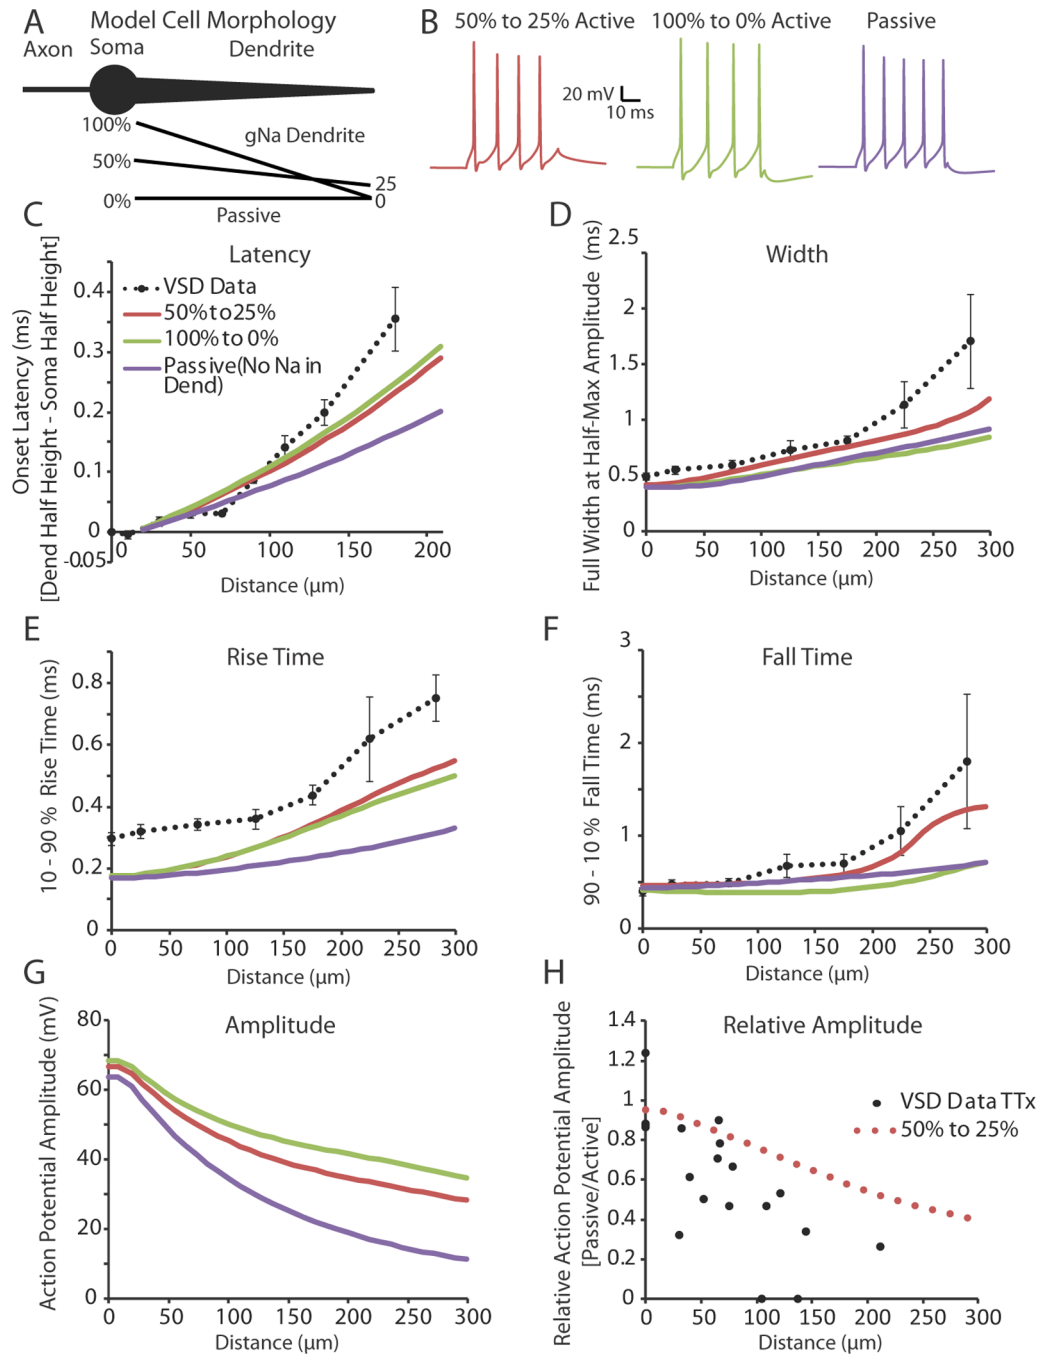 A
Model Cell Morphology
Axon
Soma
Dendrite
100%
50%
0%
gNa Dendrite
25
0
Passive
B
50% to 25% Active
100% to 0% Active
Passive
20 mV
10 ms
C
Latency
Onset Latency (ms)
[Dend Half Height - Soma Half Height]
VSD Data
50% to 25%
100% to 0%
Passive(No Na in
Dend)
0.4
0.3
0.2
0.1
0
-0.05
0 50 100 150 200
Distance (µm)
D
Width
Full Width at Half-Max Amplitude (ms)
2.5
2
1.5
1
0.5
0
0 50 100 150 200 250 300
Distance (µm)
E
Rise Time
10 - 90 % Rise Time (ms)
0.8
0.6
0.4
0.2
0
0 50 100 150 200 250 300
Distance (µm)
F
Fall Time
90 - 10 % Fall Time (ms)
3
2
1
0
0 50 100 150 200 250 300
Distance (µm)
G
Amplitude
Action Potential Amplitude (mV)
80
60
40
20
0
0 50 100 150 200 250 300
Distance (µm)
H
Relative Amplitude
Relative Action Potential Amplitude
[Passive/Active]
VSD Data TTx
50% to 25%
1.4
1.2
1
0.8
0.6
0.4
0.2
0
0 50 100 150 200 250 300
Distance (µm)